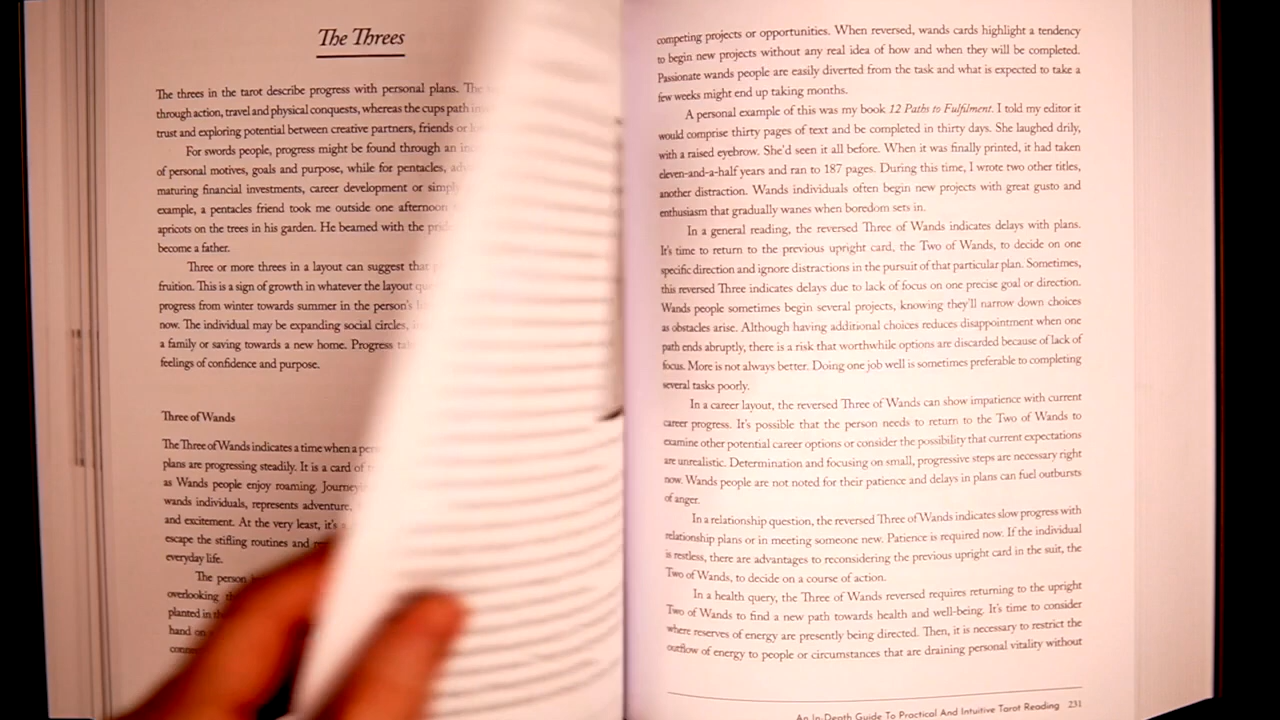 The Threes
The threes in the tarot describe progress with personal plans. The
through action, travel and physical conquests, whereas the cups path
trust and exploring potential between creative partners, friends or
For swords people, progress might be found through an
of personal motives, goals and purpose, while for pentacles,
maturing financial investments, career development or simply
example, a pentacles friend took me outside one afternoon
apricots on the trees in his garden. He beamed with the
become a father.
Three or more threes in a layout can suggest that
fruition. This is a sign of growth in whatever the layout
progress from winter towards summer in the person's
now. The individual may be expanding social circles,
a family or saving towards a new home. Progress
feelings of confidence and purpose.
Three of Wands
The Three of Wands indicates a time when a
plans are progressing steadily. It is a card of
as Wands people enjoy roaming.
wands individuals, represents adventure,
and excitement. At the very least, it's
escape the stifling routines and
everyday life.
The person
overlooking
planted in
hand on
competing projects or opportunities. When reversed, wands cards highlight a tendency
to begin new projects without any real idea of how and when they will be completed.
Passionate wands people are easily diverted from the task and what is expected to take a
few weeks might end up taking months.
A personal example of this was my book 12 Paths to Fulfilment. I told my editor it
would comprise thirty pages of text and be completed in thirty days. She laughed drily,
with a raised eyebrow. She'd seen it all before. When it was finally printed, it had taken
eleven-and-a-half years and ran to 187 pages. During this time, I wrote two other titles,
another distraction. Wands individuals often begin new projects with great gusto and
enthusiasm that gradually wanes when boredom sets in.
In a general reading, the reversed Three of Wands indicates delays with plans.
It's time to return to the previous upright card, the Two of Wands, to decide on one
specific direction and ignore distractions in the pursuit of that particular plan. Sometimes,
this reversed Three indicates delays due to lack of focus on one precise goal or direction.
Wands people sometimes begin several projects, knowing they'll narrow down choices
as obstacles arise. Although having additional choices reduces disappointment when one
path ends abruptly, there is a risk that worthwhile options are discarded because of lack of
focus. More is not always better. Doing one job well is sometimes preferable to completing
several tasks poorly.
In a career layout, the reversed Three of Wands can show impatience with current
career progress. It's possible that the person needs to return to the Two of Wands to
examine other potential career options or consider the possibility that current expectations
are unrealistic. Determination and focusing on small, progressive steps are necessary right
now. Wands people are not noted for their patience and delays in plans can fuel outbursts
of anger.
In a relationship question, the reversed Three of Wands indicates slow progress with
relationship plans or in meeting someone new. Patience is required now. If the individual
is restless, there are advantages to reconsidering the previous upright card in the suit, the
Two of Wands, to decide on a course of action.
In a health query, the Three of Wands reversed requires returning to the upright
Two of Wands to find a new path towards health and well-being. It's time to consider
where reserves of energy are presently being directed. Then, it is necessary to restrict the
outflow of energy to people or circumstances that are draining personal vitality without
An In-Depth Guide To Practical And Intuitive Tarot Reading 231